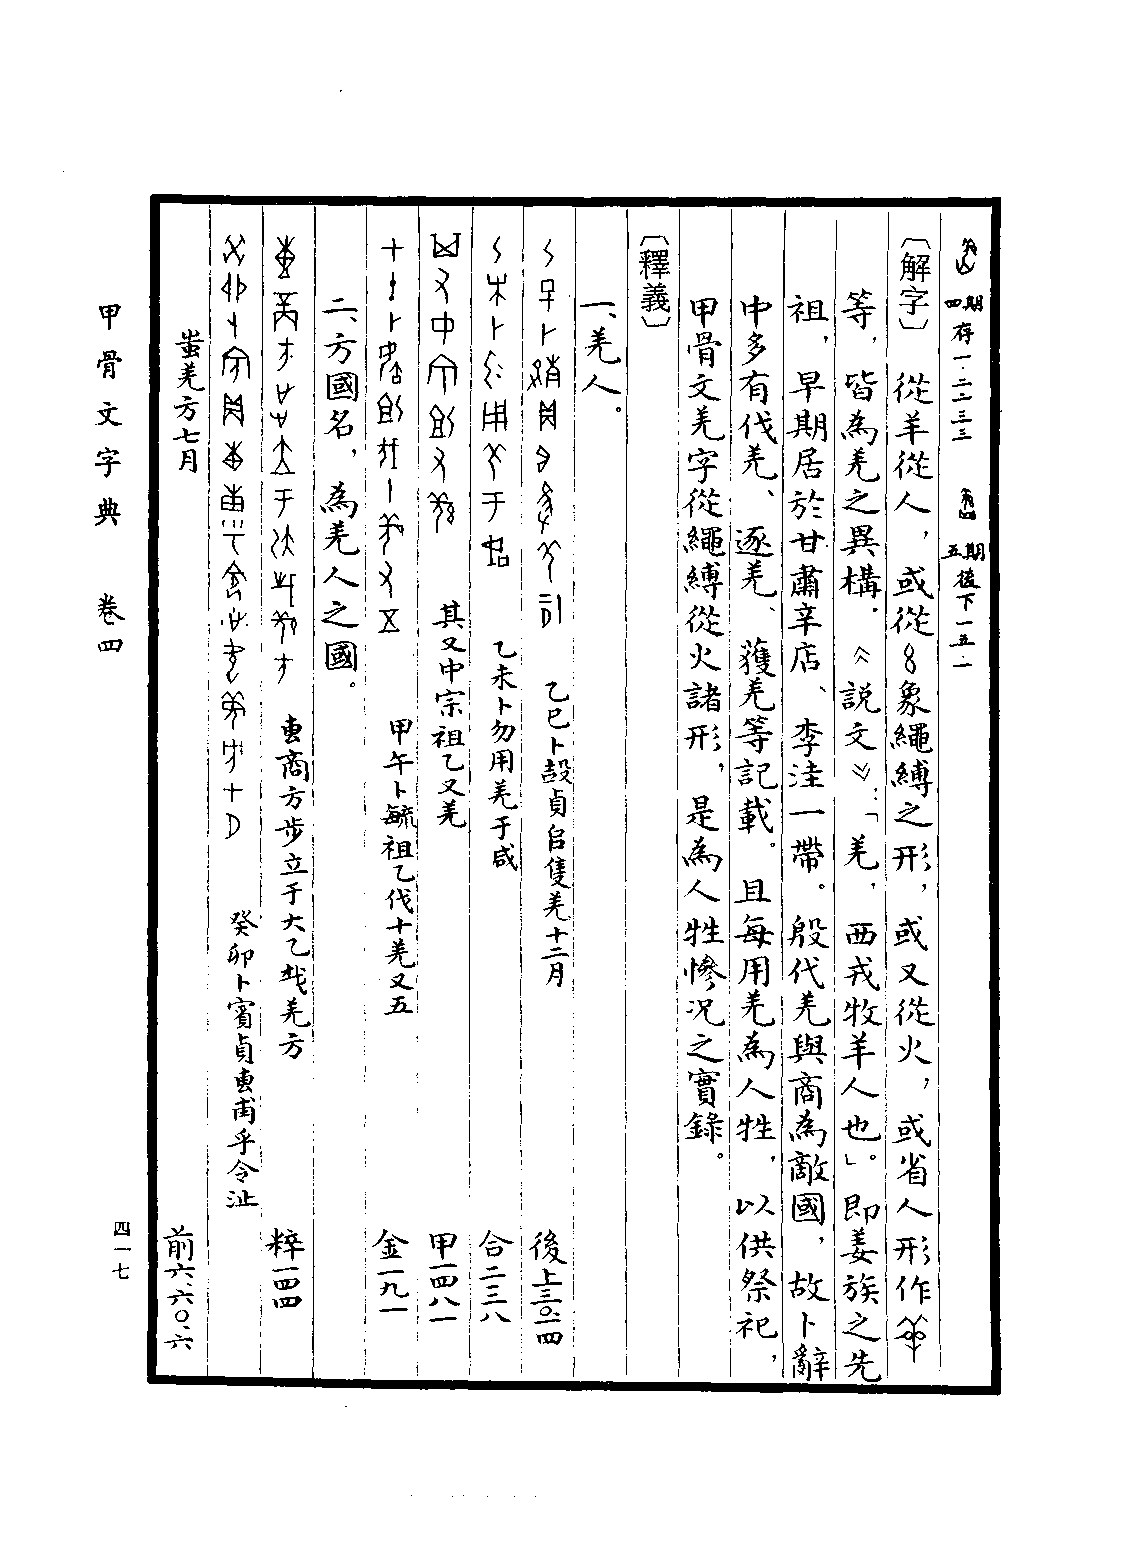 四期 存一·二二三三 五期 後下一五·一
〔解字〕從羊從人，或從8象繩縛之形，或又從火，或省人形作
等，皆為羌之異構．《說文》：「羌，西戎牧羊人也。」即姜族之先
祖，早期居於甘肅辛店、李洼一帶。殷代羌與商為敵國，故卜辭
中多有伐羌、逐羌、獲羌等記載。且每用羌為人牲，以供祭祀，
甲骨文羌字從繩縛從火諸形，是為人牲慘況之實錄。
〔釋義〕
一、羌人。
乙巳卜㱿貞㠯隻羌十二月 後上三〇·一四
乙未卜勿用羌于咸 合二三八
其又中宗祖乙又羌 甲一四八一
甲午卜毓祖乙伐十羌又五 金一九一
二、方國名，為羌人之國。
叀商方步立于大乙𢦏羌方 粹一四四
癸卯卜賓貞叀甫乎令沚
𧊒羌方七月 前六·六〇·六
甲骨文字典 卷四
四一七